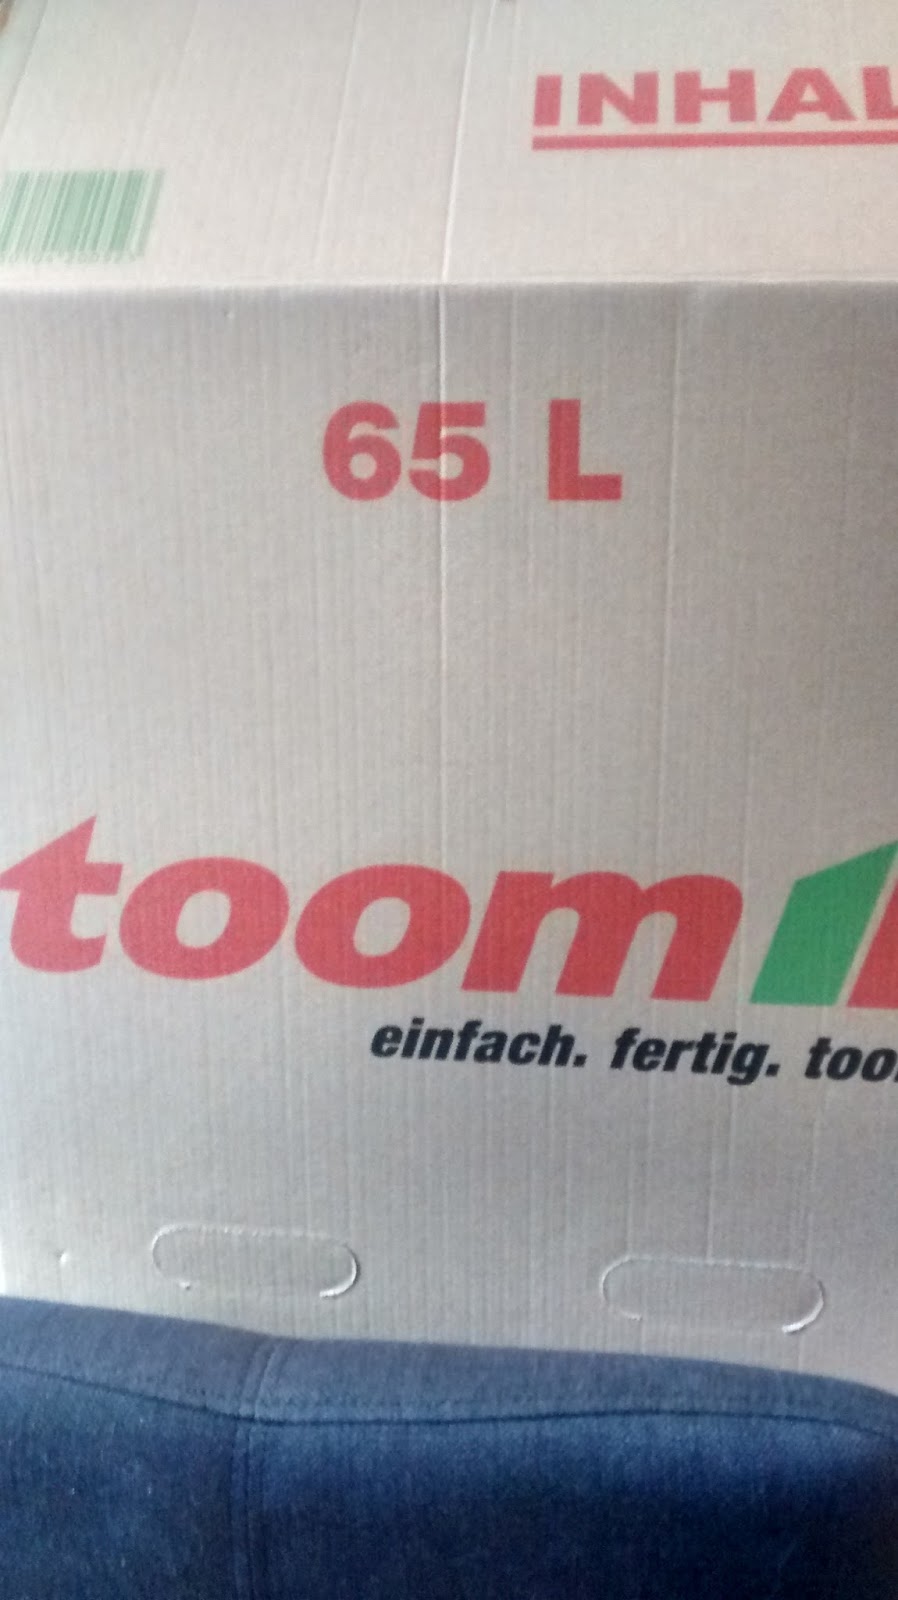 INHAL
65 L
toom
einfach. fertig. too